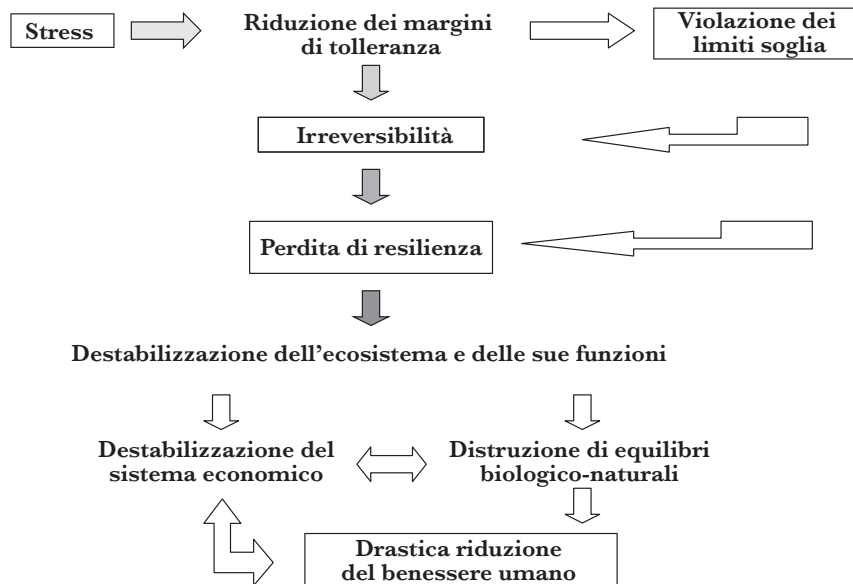 Stress
Riduzione dei margini
di tolleranza
Violazione dei
limiti soglia
Irreversibilità
Perdita di resilienza
Destabilizzazione dell'ecosistema e delle sue funzioni
Destabilizzazione del
sistema economico
Distruzione di equilibri
biologico-naturali
Drastica riduzione
del benessere umano